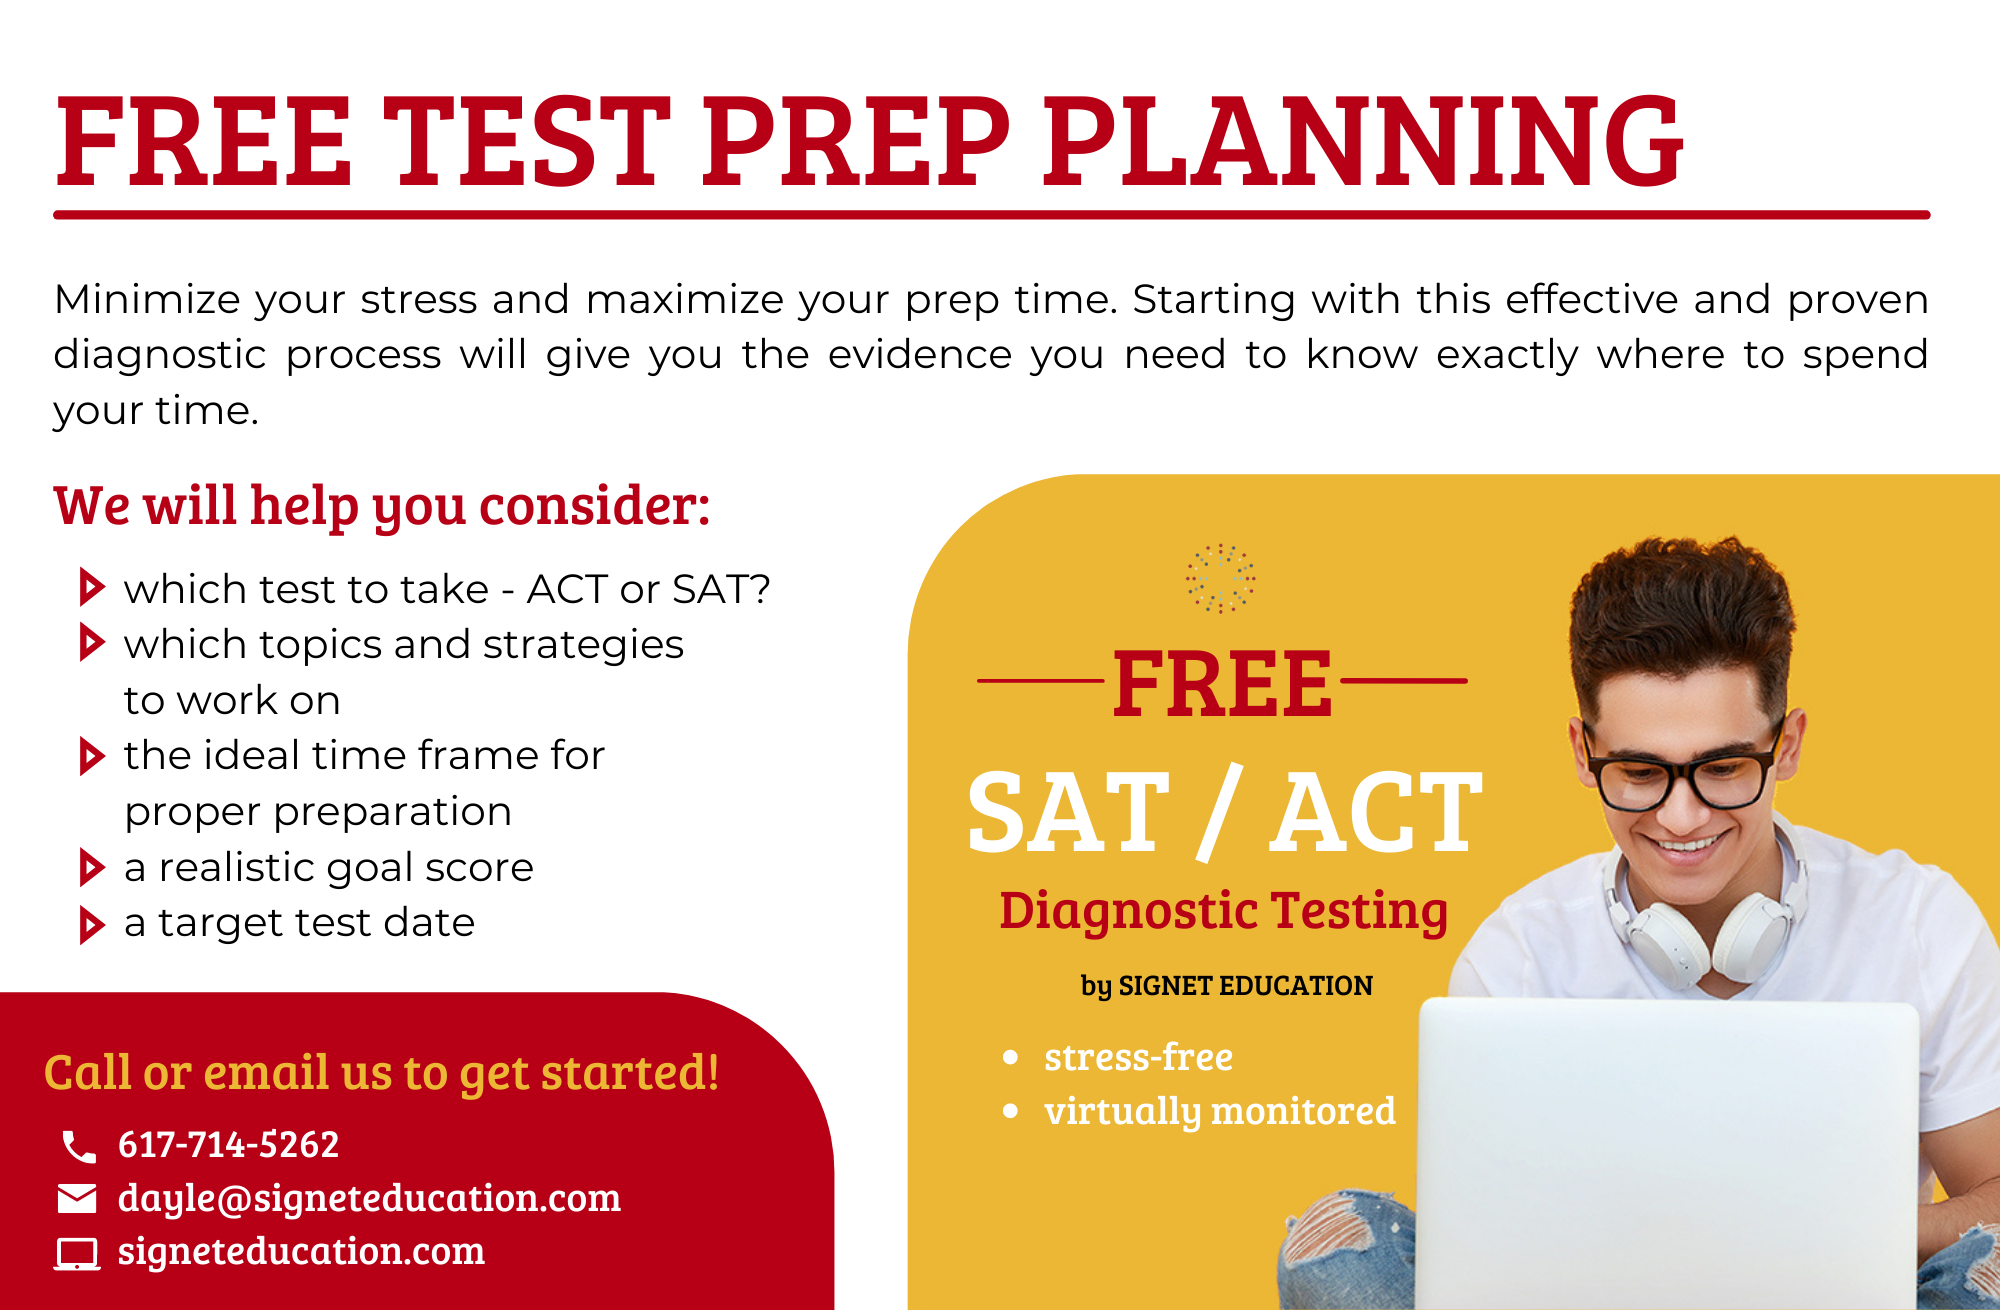 FREE TEST PREP PLANNING
Minimize your stress and maximize your prep time. Starting with this effective and proven
diagnostic process will give you the evidence you need to know exactly where to spend
your time.
We will help you consider:
which test to take - ACT or SAT?
which topics and strategies
to work on
the ideal time frame for
proper preparation
a realistic goal score
a target test date
Call or email us to get started!
617-714-5262
dayle@signeteducation.com
signeteducation.com
FREE
SAT / ACT
Diagnostic Testing
by SIGNET EDUCATION
• stress-free
• virtually monitored